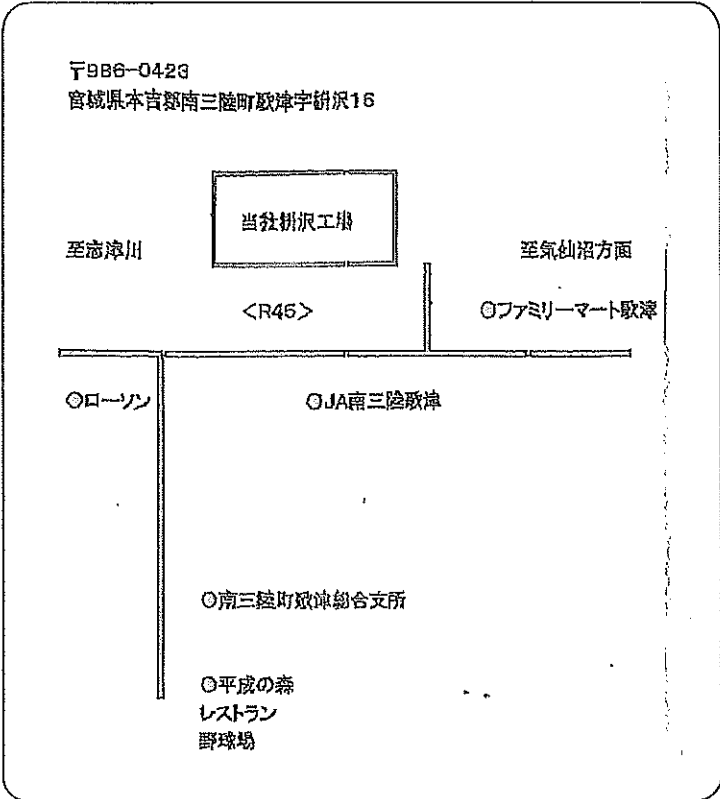 〒986-0423
宮城県本吉郡南三陸町歌津字枡沢16
当社枡沢工場
至志津川
至気仙沼方面
<R45>
◎ファミリーマート歌津
◎ローソン
◎JA南三陸歌津
◎南三陸町歌津総合支所
◎平成の森
レストラン
野球場